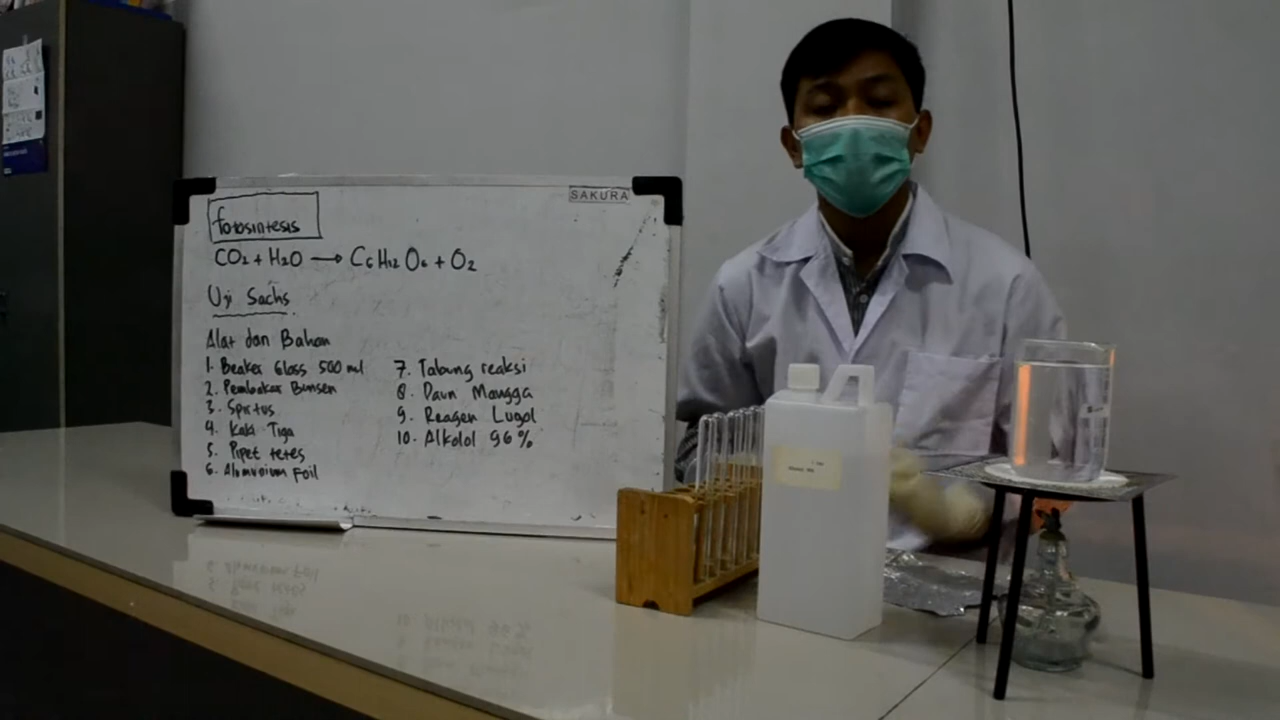 SAKURA
Fotosintesis
CO₂ + H₂O → C₆H₁₂O₆ + O₂
Uji Sachs
Alat dan Bahan
1. Beaker Glass 500 ml
2. Pembakar Bunsen
3. Spirtus
4. Kaki Tiga
5. Pipet tetes
6. Alumunium Foil
7. Tabung reaksi
8. Daun Mangga
9. Reagen Lugol
10. Alkolol 96%